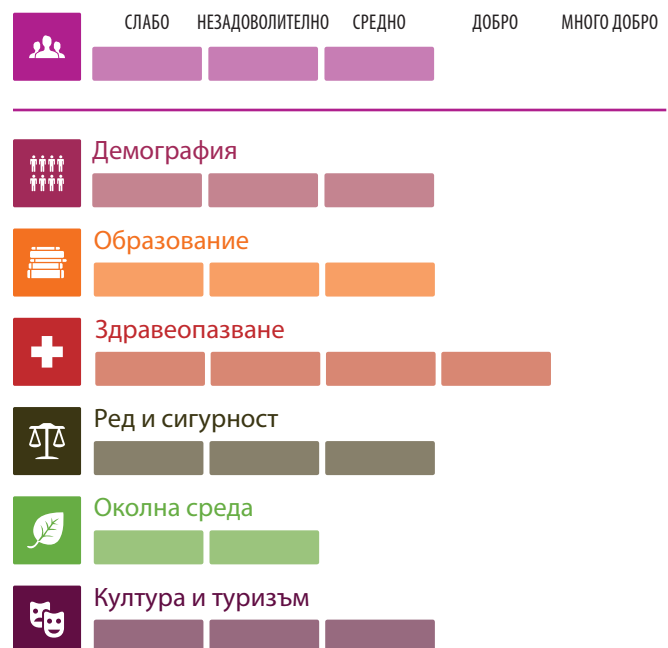 СЛАБО НЕЗАДОВОЛИТЕЛНО СРЕДНО ДОБРО МНОГО ДОБРО
Демография
Образование
Здравеопазване
Ред и сигурност
Околна среда
Култура и туризъм